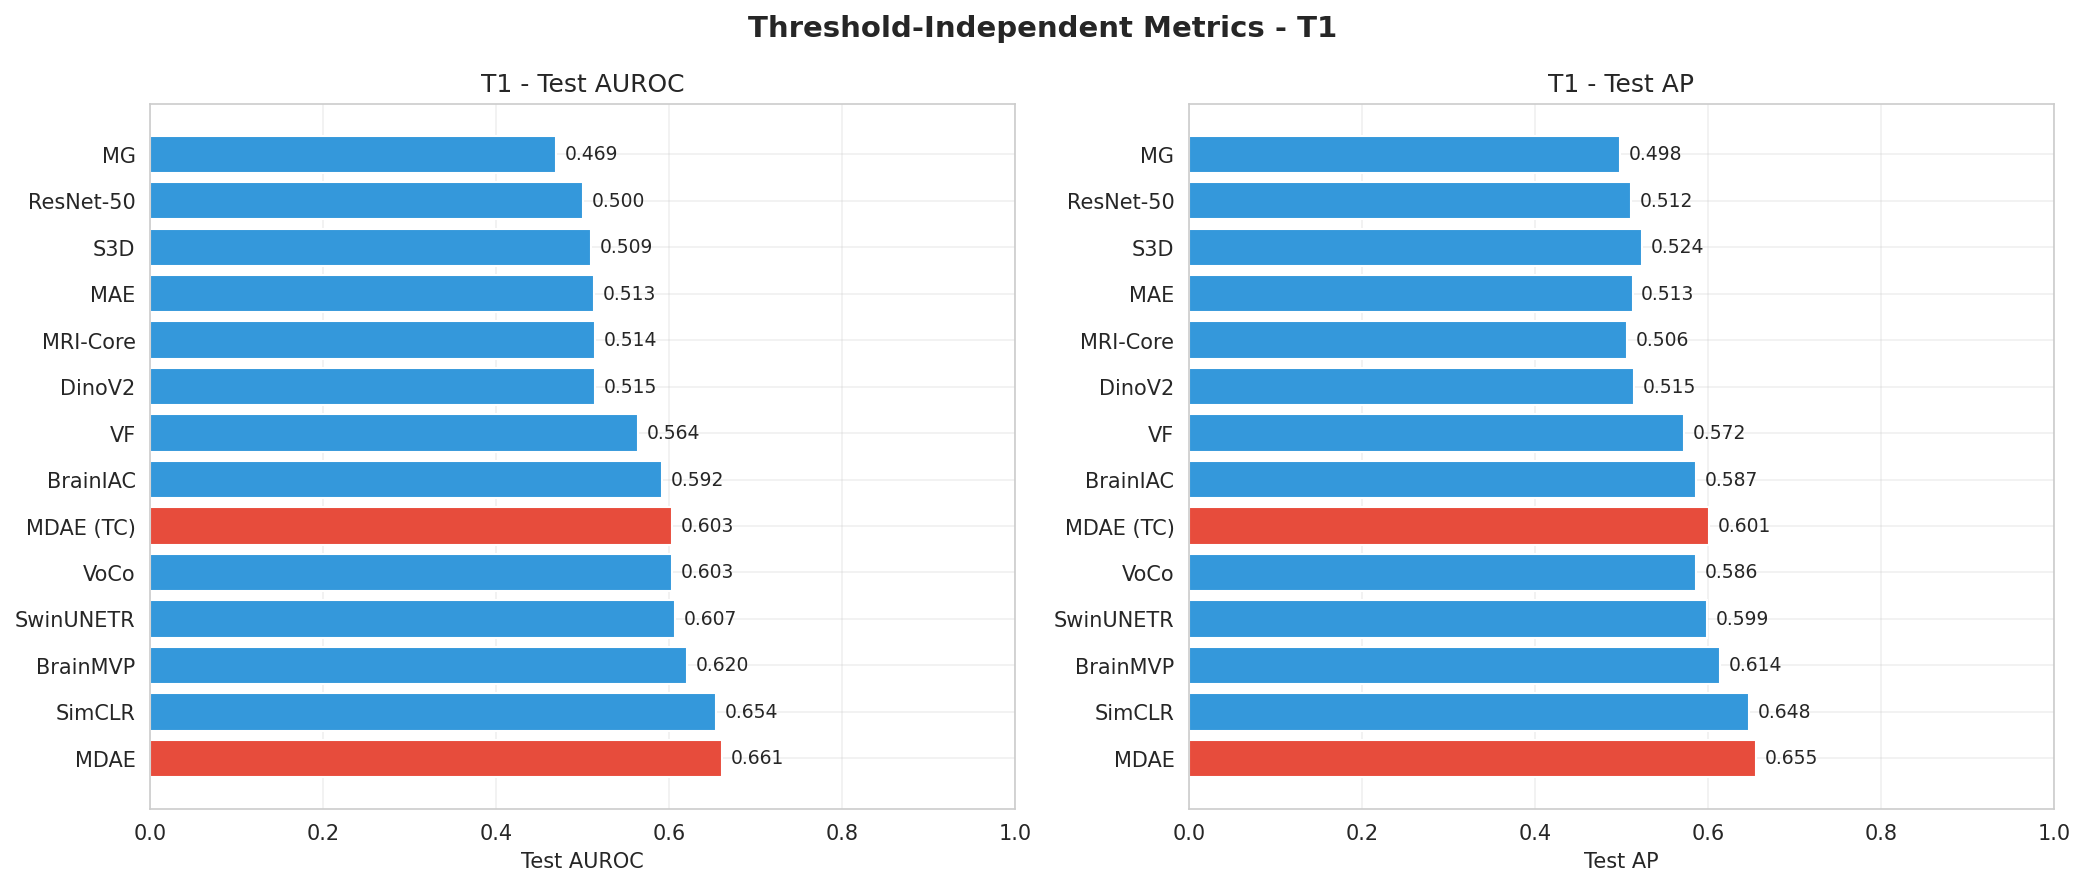 Threshold-Independent Metrics - T1
T1 - Test AUROC
MG 0.469
ResNet-50 0.500
S3D 0.509
MAE 0.513
MRI-Core 0.514
DinoV2 0.515
VF 0.564
BrainIAC 0.592
MDAE (TC) 0.603
VoCo 0.603
SwinUNETR 0.607
BrainMVP 0.620
SimCLR 0.654
MDAE 0.661
0.0 0.2 0.4 0.6 0.8 1.0
Test AUROC
T1 - Test AP
MG 0.498
ResNet-50 0.512
S3D 0.524
MAE 0.513
MRI-Core 0.506
DinoV2 0.515
VF 0.572
BrainIAC 0.587
MDAE (TC) 0.601
VoCo 0.586
SwinUNETR 0.599
BrainMVP 0.614
SimCLR 0.648
MDAE 0.655
0.0 0.2 0.4 0.6 0.8 1.0
Test AP